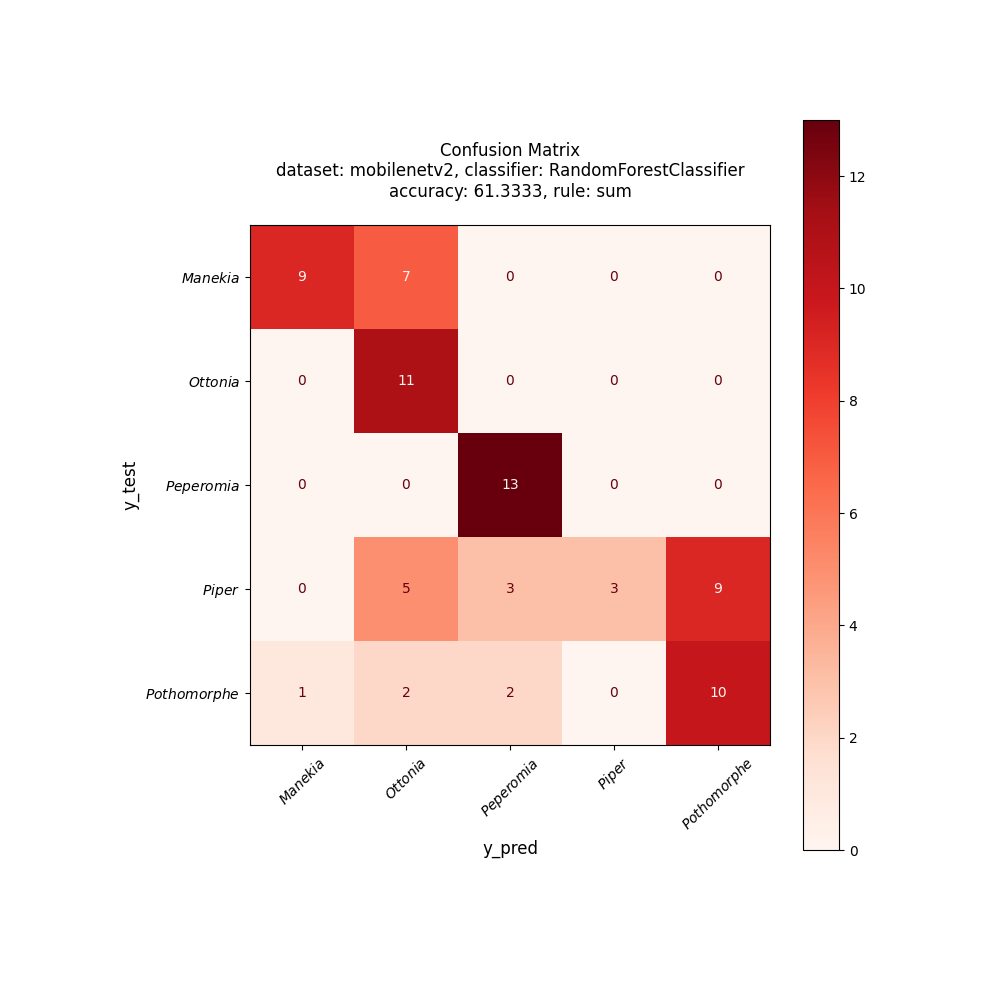 Confusion Matrix
dataset: mobilenetv2, classifier: RandomForestClassifier
accuracy: 61.3333, rule: sum
Manekia 9 7 0 0 0
Ottonia 0 11 0 0 0
Peperomia 0 0 13 0 0
Piper 0 5 3 3 9
Pothomorphe 1 2 2 0 10
Manekia Ottonia Peperomia Piper Pothomorphe
y_test
y_pred
12
10
8
6
4
2
0